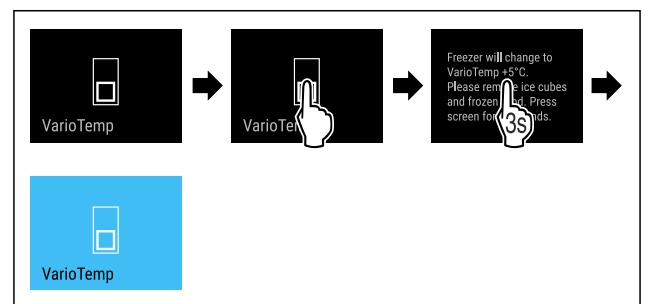 VarioTemp
VarioTe
Freezer will change to
VarioTemp +5°C.
Please rem e ice cubes
and frozen d. Press
screen for nds.
3s
VarioTemp